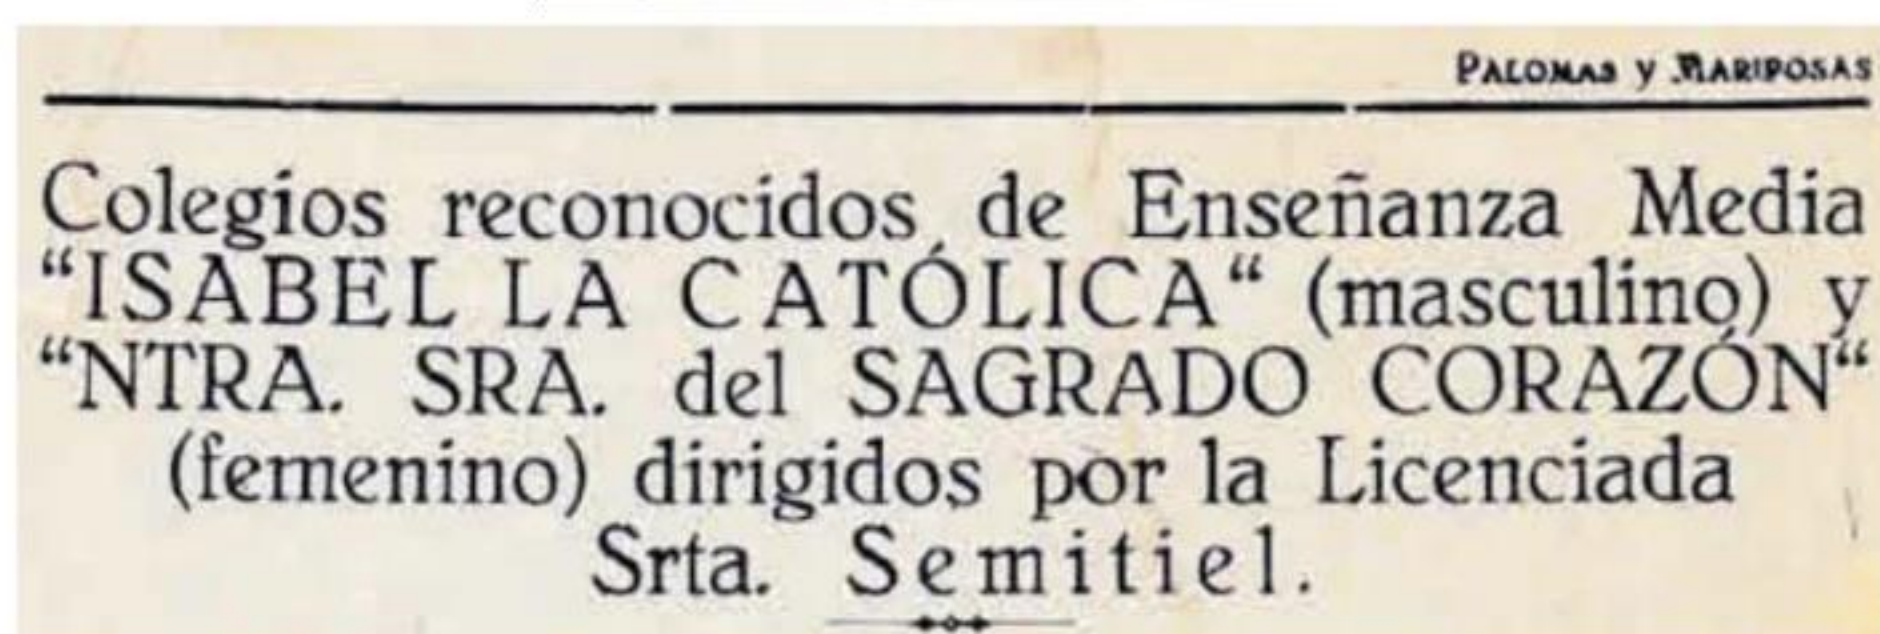 PALOMAS Y MARIPOSAS
Colegios reconocidos de Enseñanza Media
“ISABEL LA CATÓLICA“ (masculino) y
“NTRA. SRA. del SAGRADO CORAZÓN“
(femenino) dirigidos por la Licenciada
Srta. Semitiel.